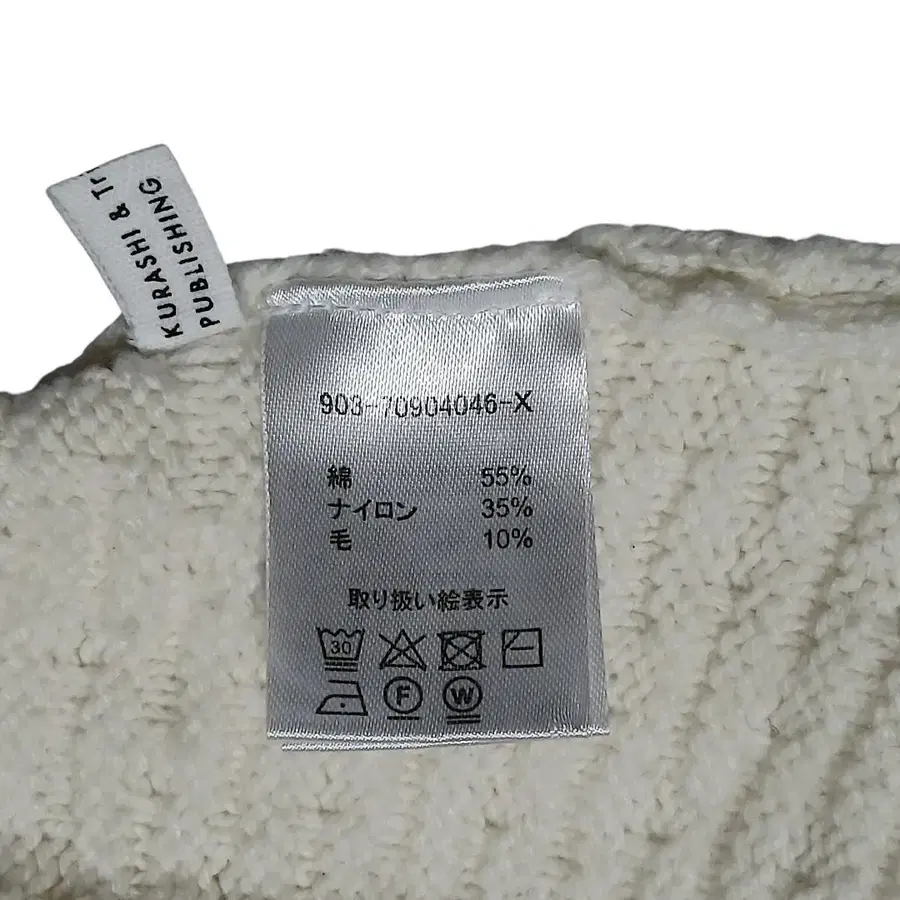 KURASHI &
PUBLISHING
903-70904046-X
綿 55%
ナイロン 35%
毛 10%
取り扱い絵表示
30
F
W